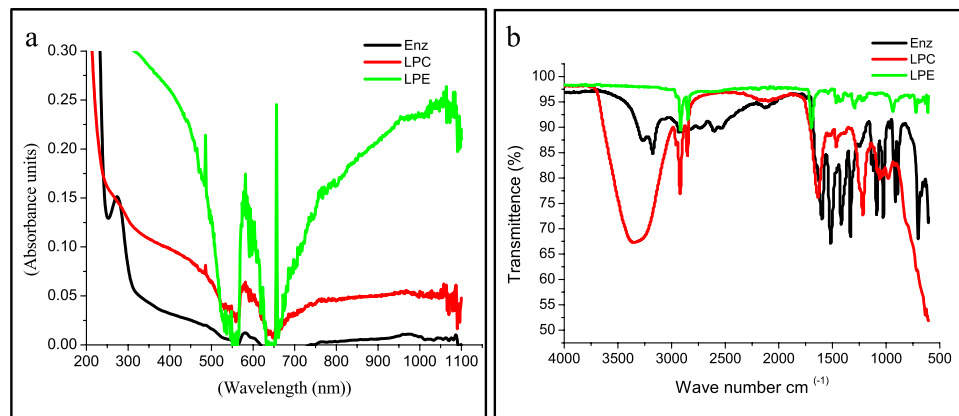 a
Enz
LPC
LPE
0.30
0.25
0.20
0.15
0.10
0.05
0.00
200 300 400 500 600 700 800 900 1000 1100
(Wavelength (nm))
(Absorbance units)
b
Enz
LPC
LPE
100
95
90
85
80
75
70
65
60
55
50
4000 3500 3000 2500 2000 1500 1000 500
Wave number cm (-1)
Transmittence (%)